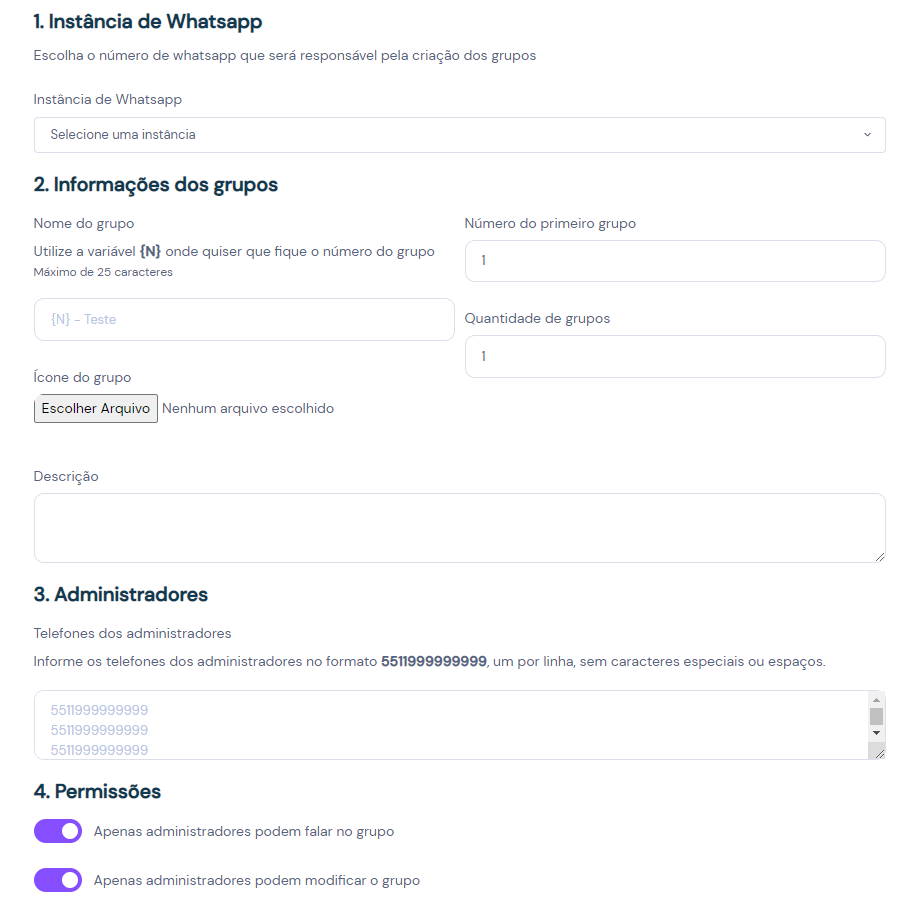 1. Instância de Whatsapp
Escolha o número de whatsapp que será responsável pela criação dos grupos
Instância de Whatsapp
Selecione uma instância
2. Informações dos grupos
Nome do grupo
Utilize a variável {N} onde quiser que fique o número do grupo
Máximo de 25 caracteres
{N} - Teste
Número do primeiro grupo
1
Quantidade de grupos
1
Ícone do grupo
Escolher Arquivo Nenhum arquivo escolhido
Descrição
3. Administradores
Telefones dos administradores
Informe os telefones dos administradores no formato 5511999999999, um por linha, sem caracteres especiais ou espaços.
5511999999999
5511999999999
5511999999999
4. Permissões
Apenas administradores podem falar no grupo
Apenas administradores podem modificar o grupo